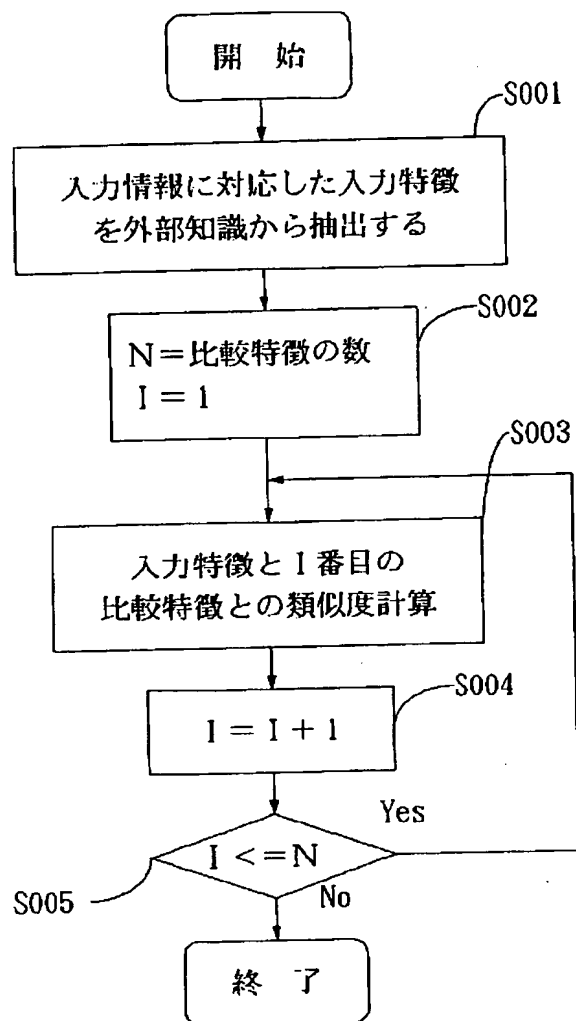 開 始
S001
入力情報に対応した入力特徴
を外部知識から抽出する
S002
N=比較特徴の数
I=1
S003
入力特徴とI番目の
比較特徴との類似度計算
S004
I=I+1
Yes
I<=N
S005
No
終 了